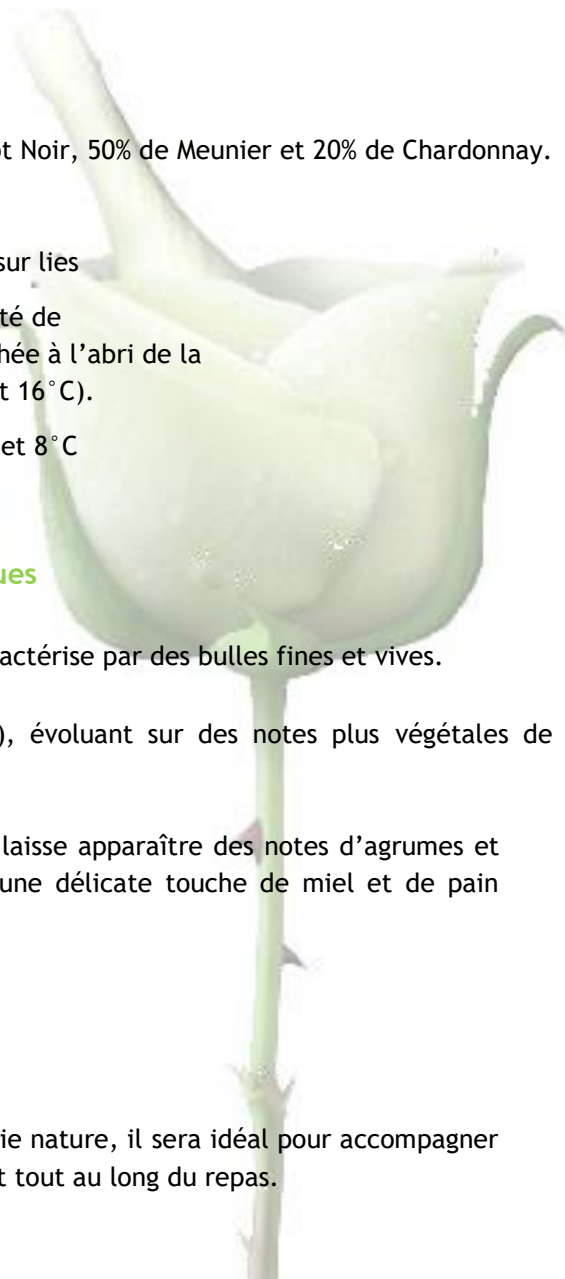 t Noir, 50% de Meunier et 20% de Chardonnay.
sur lies
té de
hée à l'abri de la
t 16°C).
et 8°C
ues
actérise par des bulles fines et vives.
), évoluant sur des notes plus végétales de
laisse apparaître des notes d'agrumes et
une délicate touche de miel et de pain
ie nature, il sera idéal pour accompagner
t tout au long du repas.